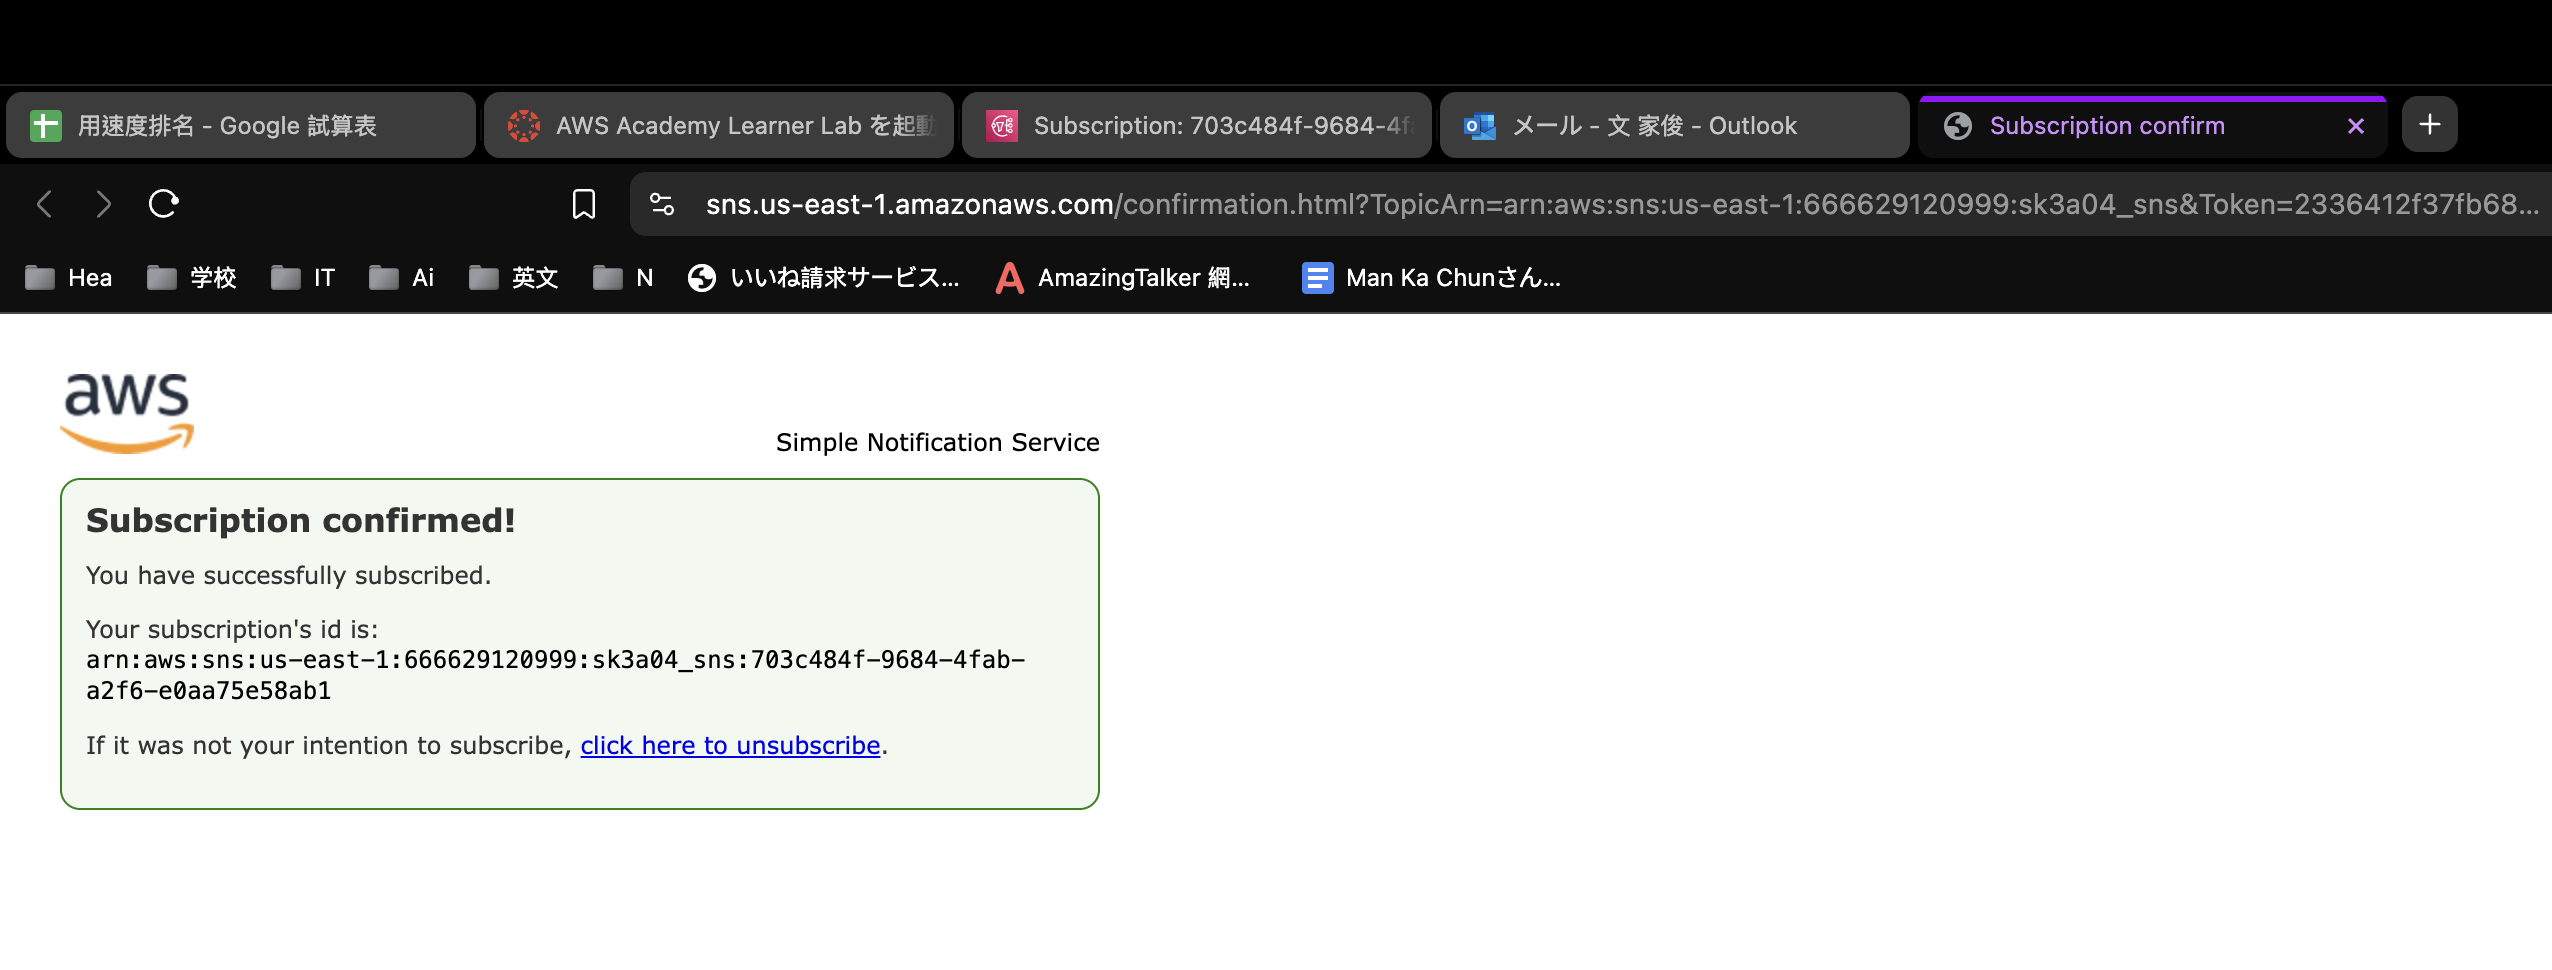 用速度排名 - Google 試算表
AWS Academy Learner Lab を起動
Subscription: 703c484f-9684-4fa
メール - 文 家俊 - Outlook
Subscription confirm
sns.us-east-1.amazonaws.com/confirmation.html?TopicArn=arn:aws:sns:us-east-1:666629120999:sk3a04_sns&Token=2336412f37fb68...
Hea
学校
IT
Ai
英文
N
いいね請求サービス...
AmazingTalker 網...
Man Ka Chunさん...
aws
Simple Notification Service
Subscription confirmed!
You have successfully subscribed.
Your subscription's id is:
arn:aws:sns:us-east-1:666629120999:sk3a04_sns:703c484f-9684-4fab-
a2f6-e0aa75e58ab1
If it was not your intention to subscribe, click here to unsubscribe.